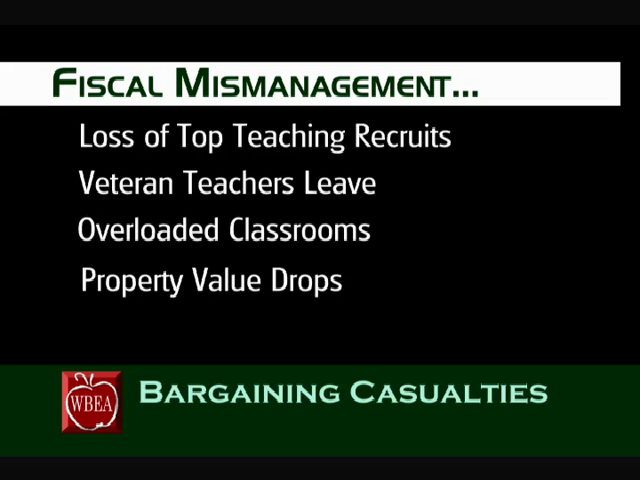 FISCAL MISMANAGEMENT...
Loss of Top Teaching Recruits
Veteran Teachers Leave
Overloaded Classrooms
Property Value Drops
WBEA
BARGAINING CASUALTIES